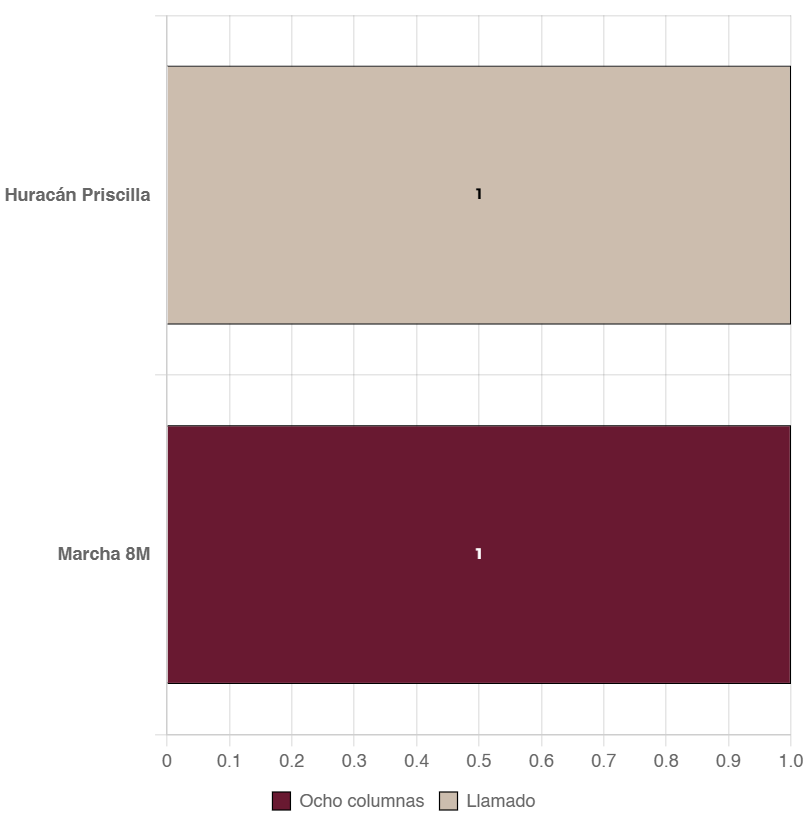 Huracán Priscilla
1
Marcha 8M
1
0 0.1 0.2 0.3 0.4 0.5 0.6 0.7 0.8 0.9 1.0
Ocho columnas Llamado